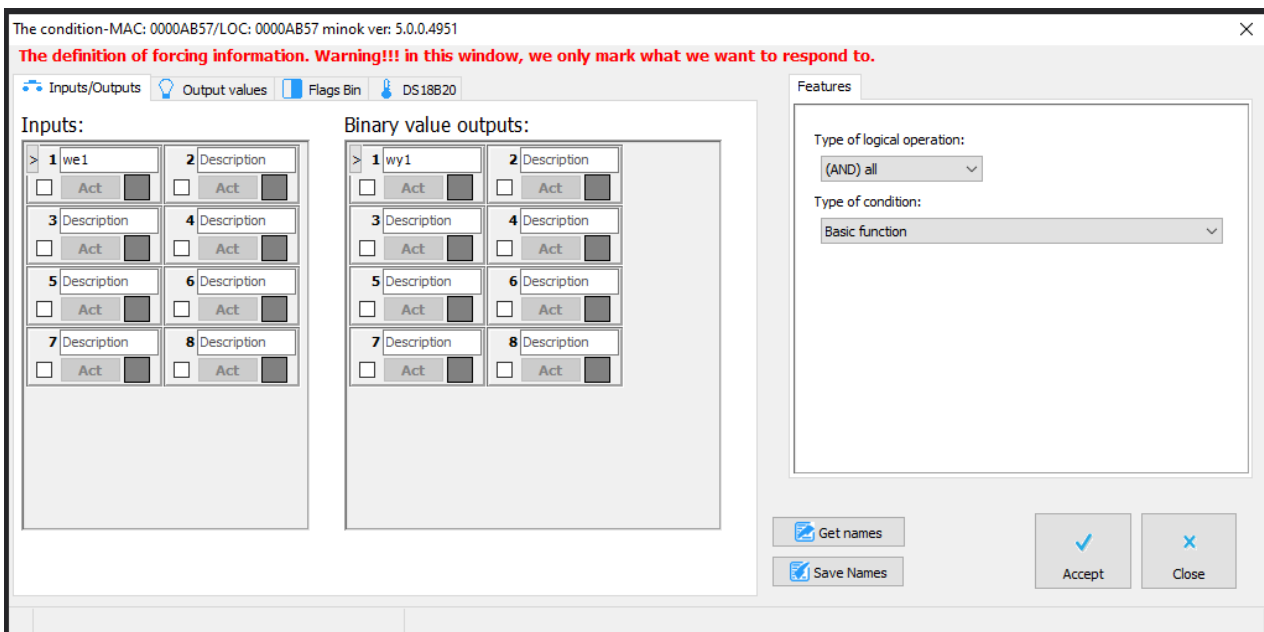 The condition-MAC: 0000AB57/LOC: 0000AB57 minok ver: 5.0.0.4951
The definition of forcing information. Warning!!! in this window, we only mark what we want to respond to.
Inputs/Outputs Output values Flags Bin DS18B20
Inputs:
> 1 we1 2 Description
Act Act
3 Description 4 Description
Act Act
5 Description 6 Description
Act Act
7 Description 8 Description
Act Act
Binary value outputs:
> 1 wy1 2 Description
Act Act
3 Description 4 Description
Act Act
5 Description 6 Description
Act Act
7 Description 8 Description
Act Act
Features
Type of logical operation:
(AND) all
Type of condition:
Basic function
Get names
Save Names
Accept
Close